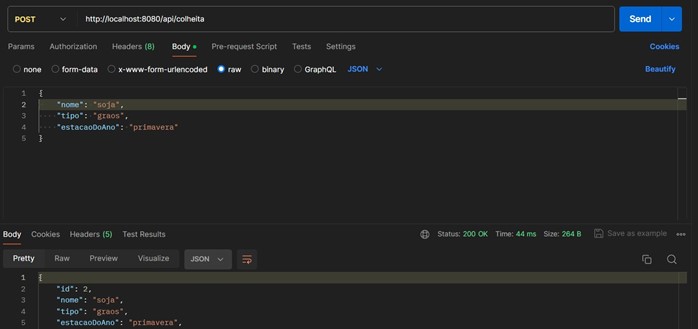 POST http://localhost:8080/api/colheita Send
Params Authorization Headers (8) Body Pre-request Script Tests Settings Cookies
none form-data x-www-form-urlencoded raw binary GraphQL JSON Beautify
1 {
2 "nome": "soja",
3 "tipo": "graos",
4 "estacaoDoAno": "primavera"
5 }
Body Cookies Headers (5) Test Results Status: 200 OK Time: 44 ms Size: 264 B Save as example
Pretty Raw Preview Visualize JSON
1 {
2 "id": 2,
3 "nome": "soja",
4 "tipo": "graos",
5 "estacaoDoAno": "primavera",